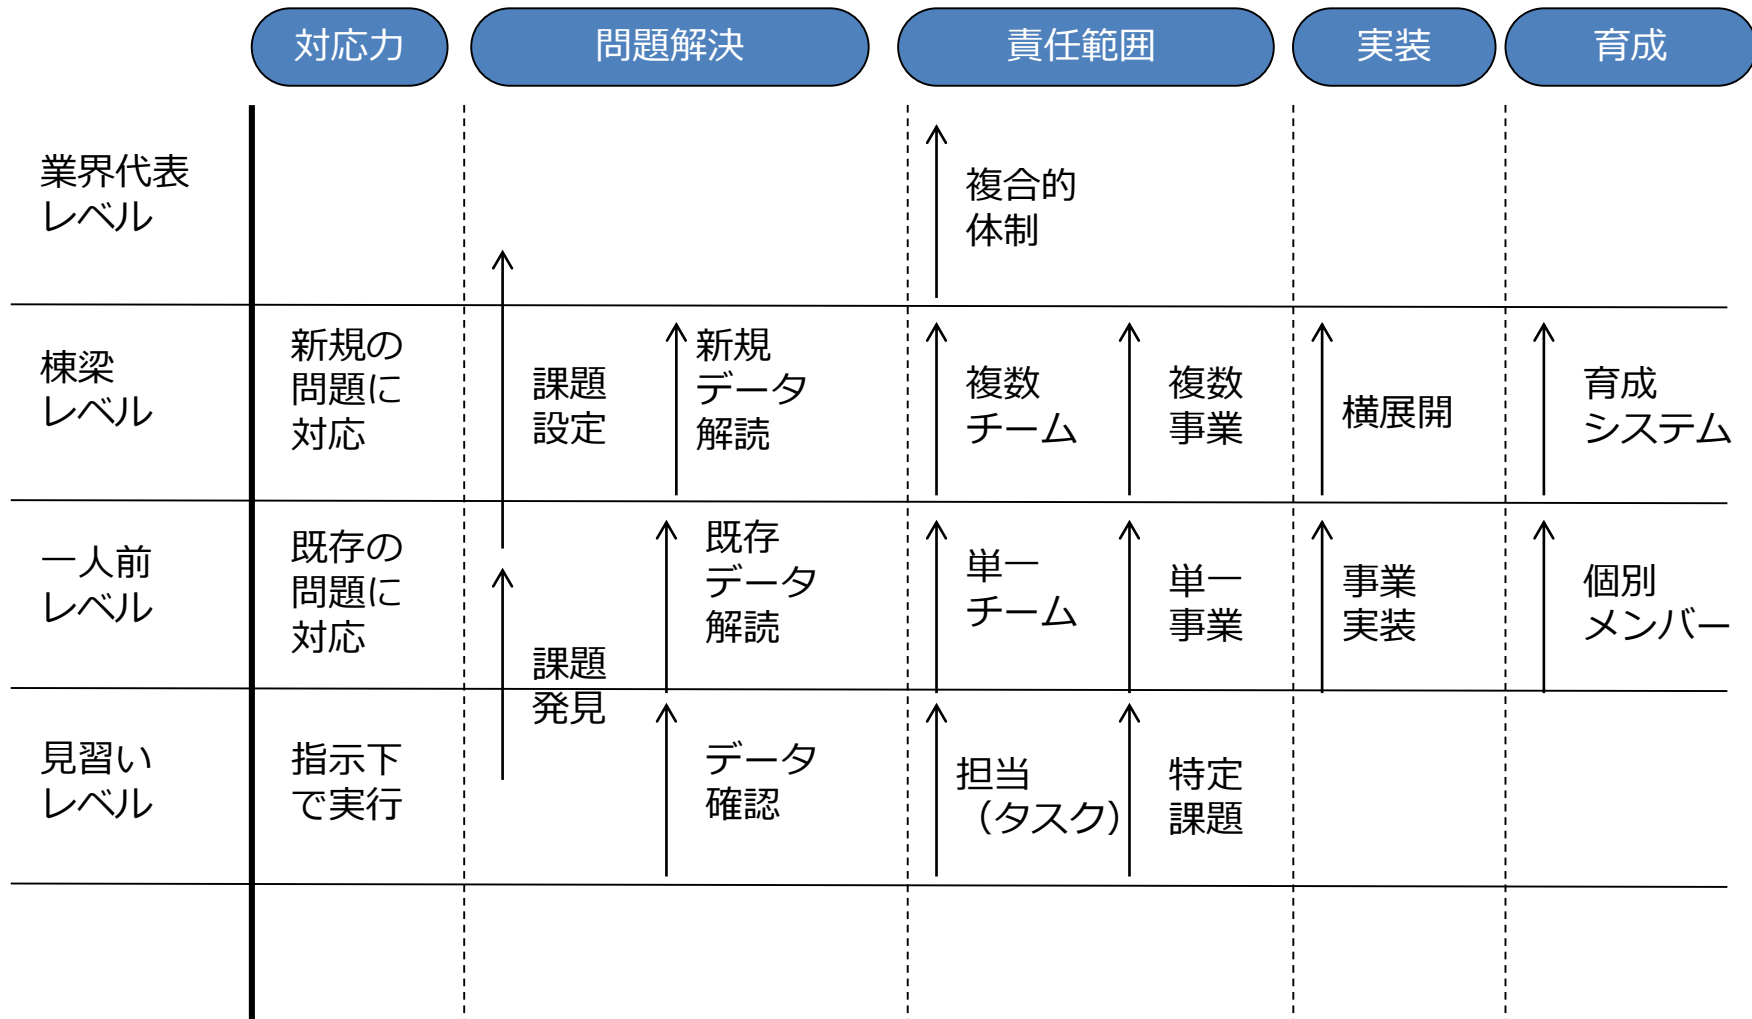 対応力
問題解決
責任範囲
実装
育成
業界代表
レベル
複合的
体制
棟梁
レベル
新規の
問題に
対応
課題
設定
新規
データ
解読
複数
チーム
複数
事業
横展開
育成
システム
一人前
レベル
既存の
問題に
対応
課題
発見
既存
データ
解読
単一
チーム
単一
事業
事業
実装
個別
メンバー
見習い
レベル
指示下
で実行
データ
確認
担当
（タスク）
特定
課題